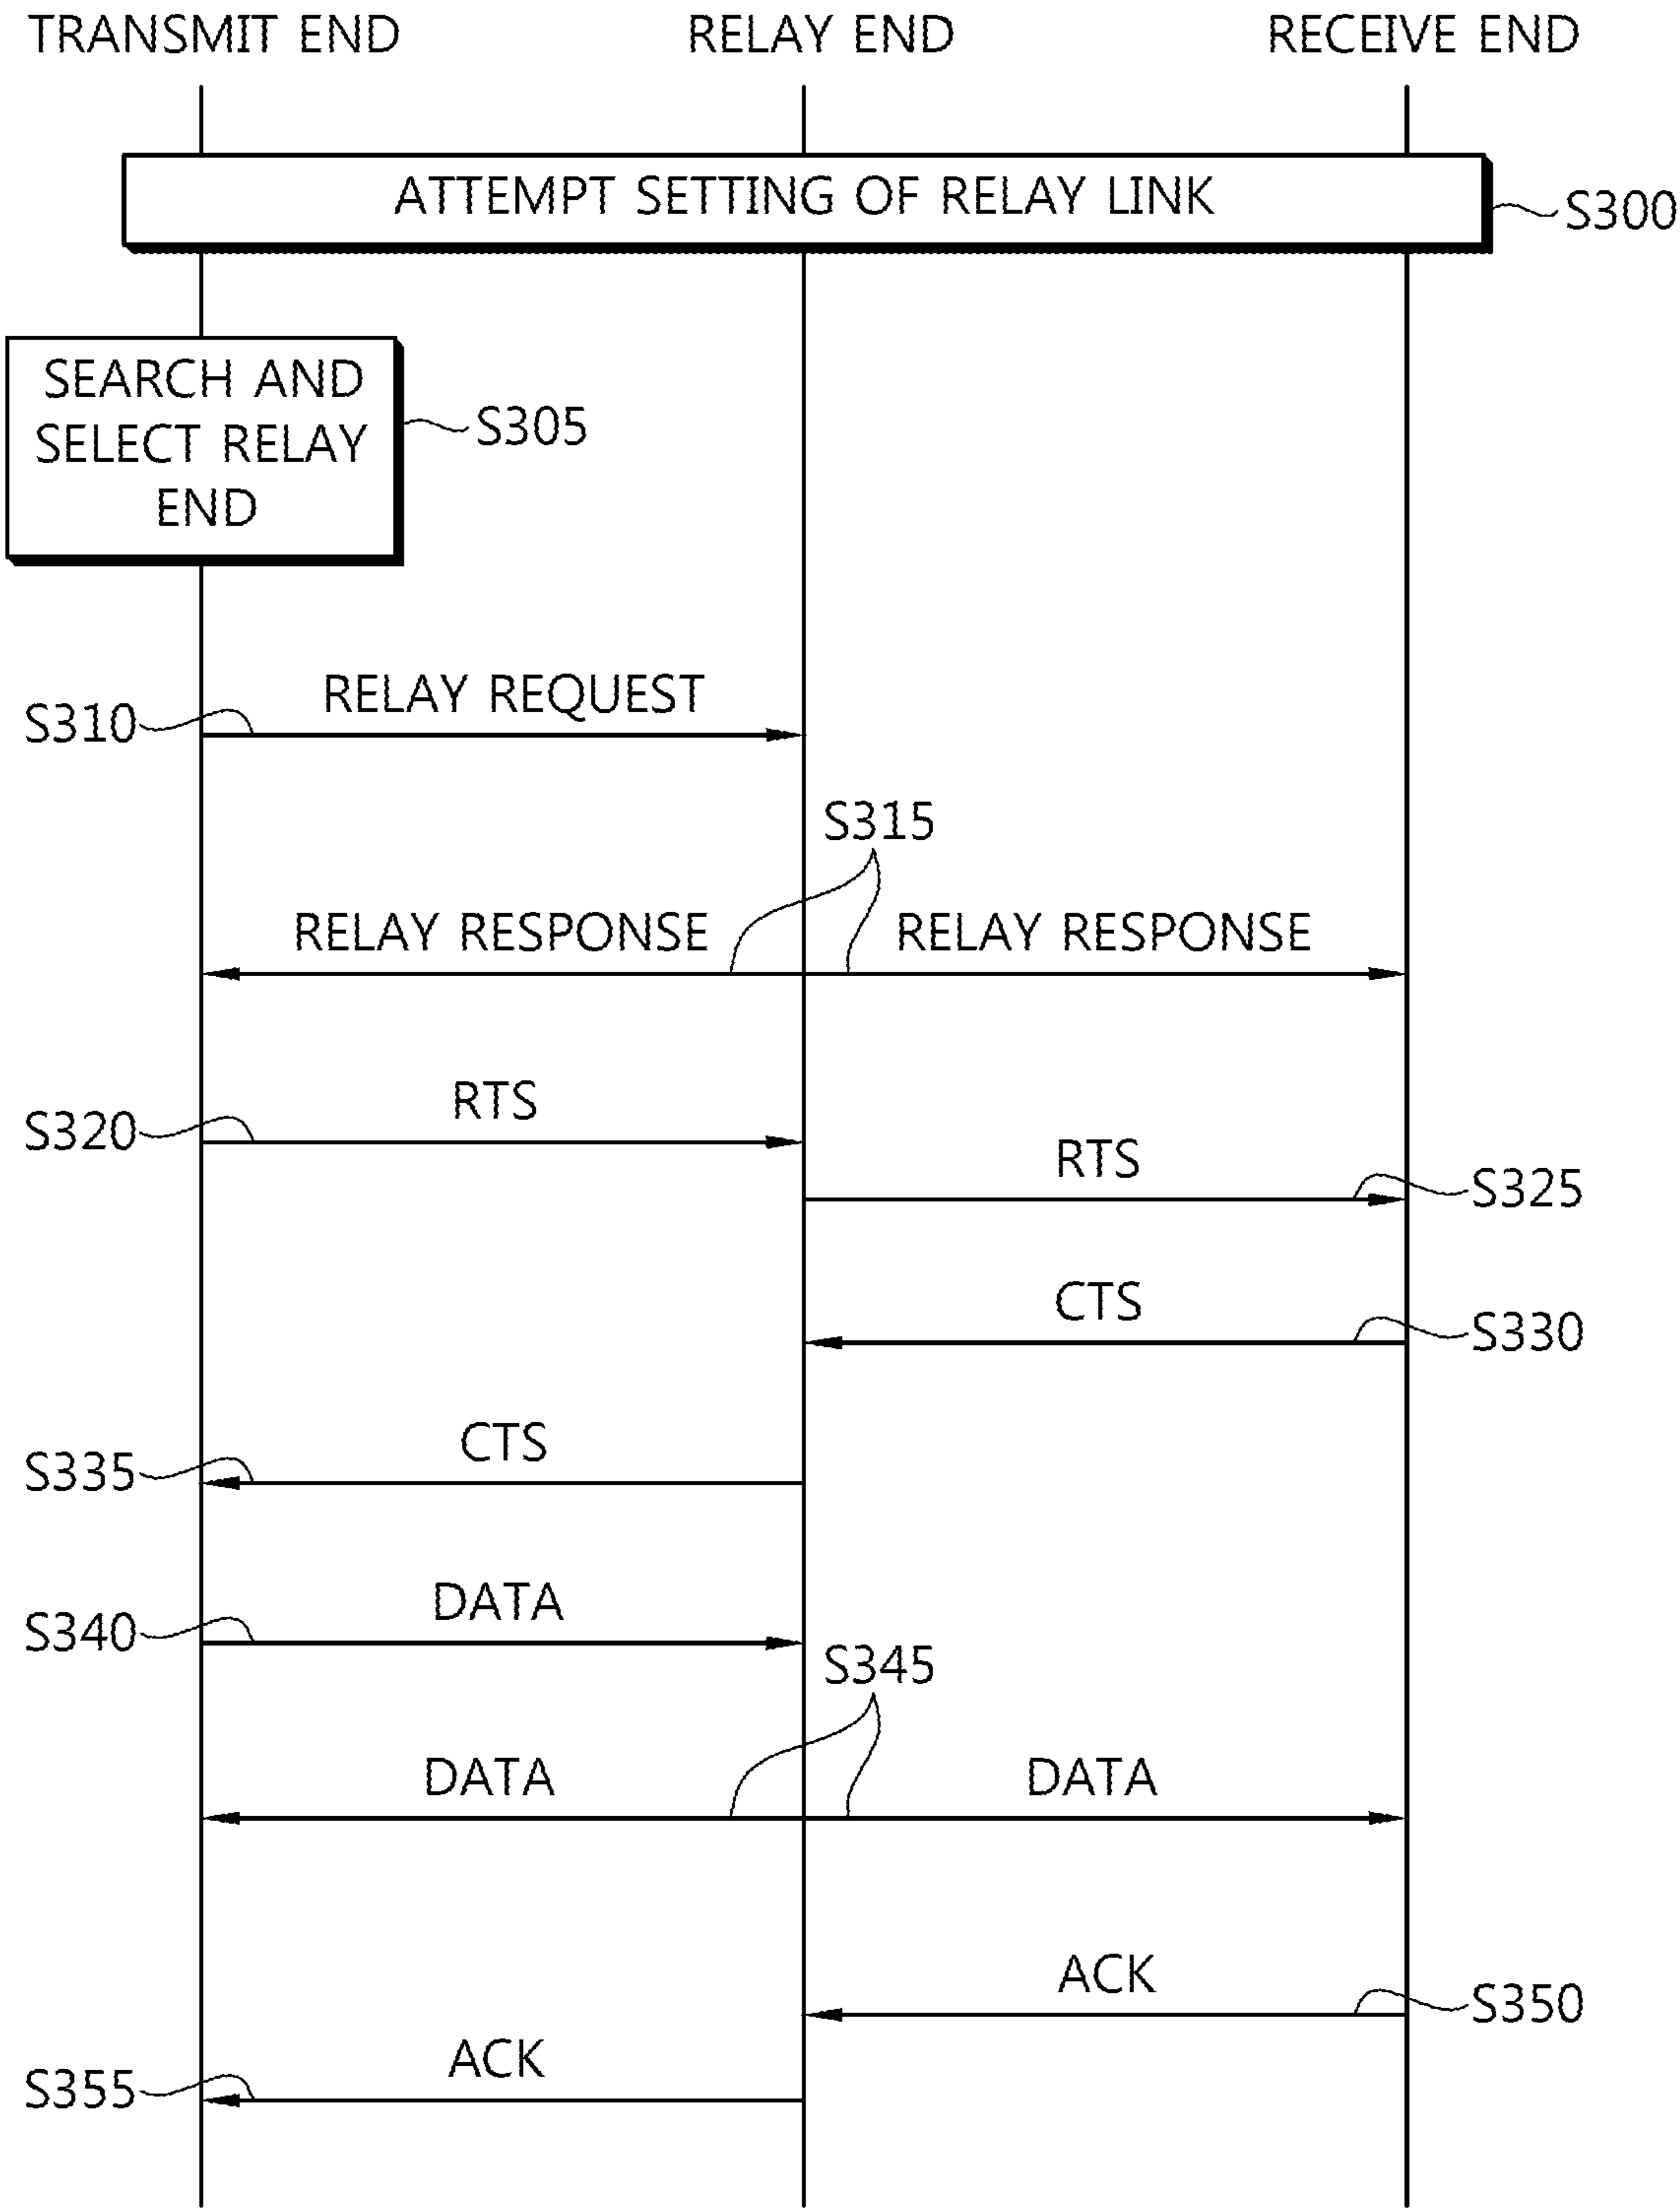 TRANSMIT END
RELAY END
RECEIVE END
ATTEMPT SETTING OF RELAY LINK
S300
SEARCH AND
SELECT RELAY
END
S305
RELAY REQUEST
S310
S315
RELAY RESPONSE
RELAY RESPONSE
RTS
S320
RTS
S325
CTS
S330
CTS
S335
DATA
S340
S345
DATA
DATA
ACK
S350
ACK
S355